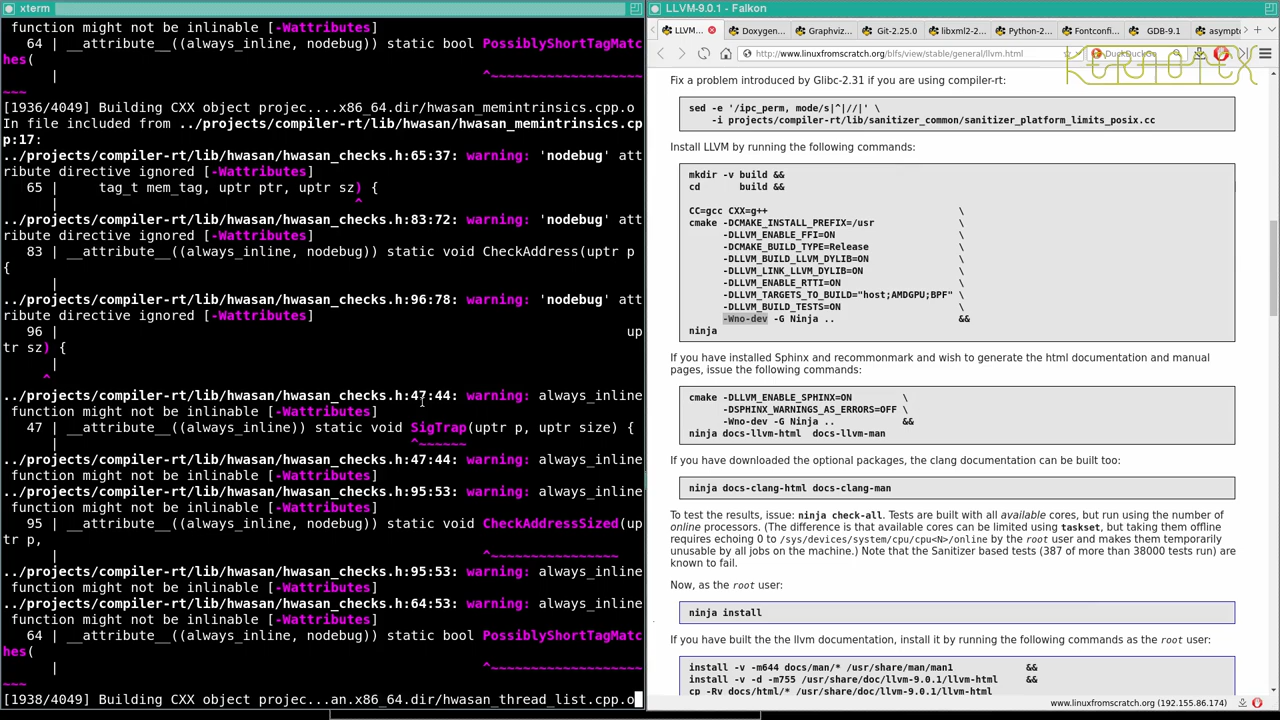 xterm
function might not be inlinable [-Wattributes]
64 | __attribute__((always_inline, nodebug)) static bool PossiblyShortTagMatc
hes(
|
^~~~~~~~~~~~~~~~~~~~
~~~
[1936/4049] Building CXX object projec....x86_64.dir/hwasan_memintrinsics.cpp.o
In file included from ../projects/compiler-rt/lib/hwasan/hwasan_memintrinsics.cp
p:17:
../projects/compiler-rt/lib/hwasan/hwasan_checks.h:65:37: warning: 'nodebug' att
ribute directive ignored [-Wattributes]
65 | tag_t mem_tag, uptr ptr, uptr sz) {
| ^
../projects/compiler-rt/lib/hwasan/hwasan_checks.h:83:72: warning: 'nodebug' att
ribute directive ignored [-Wattributes]
83 | __attribute__((always_inline, nodebug)) static void CheckAddress(uptr p
{
|
../projects/compiler-rt/lib/hwasan/hwasan_checks.h:96:78: warning: 'nodebug' att
ribute directive ignored [-Wattributes]
96 | up
tr sz) {
|
^
../projects/compiler-rt/lib/hwasan/hwasan_checks.h:47:44: warning: always_inline
function might not be inlinable [-Wattributes]
47 | __attribute__((always_inline)) static void SigTrap(uptr p, uptr size) {
| ^~~~~~~
../projects/compiler-rt/lib/hwasan/hwasan_checks.h:47:44: warning: always_inline
function might not be inlinable [-Wattributes]
../projects/compiler-rt/lib/hwasan/hwasan_checks.h:95:53: warning: always_inline
function might not be inlinable [-Wattributes]
95 | __attribute__((always_inline, nodebug)) static void CheckAddressSized(up
tr p,
| ^~~~~~~~~~~~~~~~~
../projects/compiler-rt/lib/hwasan/hwasan_checks.h:95:53: warning: always_inline
function might not be inlinable [-Wattributes]
../projects/compiler-rt/lib/hwasan/hwasan_checks.h:64:53: warning: always_inline
function might not be inlinable [-Wattributes]
64 | __attribute__((always_inline, nodebug)) static bool PossiblyShortTagMatc
hes(
|
^~~~~~~~~~~~~~~~~~~~
~~~
[1938/4049] Building CXX object projec...an.x86_64.dir/hwasan_thread_list.cpp.o
LLVM-9.0.1 - Falkon
LLVM... Doxygen... Graphviz... Git-2.25.0 libxml2-... Python-2... Fontconfi... GDB-9.1 asympt
http://www.linuxfromscratch.org/blfs/view/stable/general/llvm.html DuckDuckGo
KERNOTEX
Fix a problem introduced by Glibc-2.31 if you are using compiler-rt:
sed -e '/ipc_perm, mode/s|^|//|' \
-i projects/compiler-rt/lib/sanitizer_common/sanitizer_platform_limits_posix.cc
Install LLVM by running the following commands:
mkdir -v build &&
cd build &&
CC=gcc CXX=g++ \
cmake -DCMAKE_INSTALL_PREFIX=/usr \
-DLLVM_ENABLE_FFI=ON \
-DCMAKE_BUILD_TYPE=Release \
-DLLVM_BUILD_LLVM_DYLIB=ON \
-DLLVM_LINK_LLVM_DYLIB=ON \
-DLLVM_ENABLE_RTTI=ON \
-DLLVM_TARGETS_TO_BUILD="host;AMDGPU;BPF" \
-DLLVM_BUILD_TESTS=ON \
-Wno-dev -G Ninja .. &&
ninja
If you have installed Sphinx and recommonmark and wish to generate the html documentation and manual
pages, issue the following commands:
cmake -DLLVM_ENABLE_SPHINX=ON \
-DSPHINX_WARNINGS_AS_ERRORS=OFF \
-Wno-dev -G Ninja .. &&
ninja docs-llvm-html docs-llvm-man
If you have downloaded the optional packages, the clang documentation can be built too:
ninja docs-clang-html docs-clang-man
To test the results, issue: ninja check-all. Tests are built with all available cores, but run using the number of
online processors. (The difference is that available cores can be limited using taskset, but taking them offline
requires echoing 0 to /sys/devices/system/cpu/cpu<N>/online by the root user and makes them temporarily
unusable by all jobs on the machine.) Note that the Sanitizer based tests (387 of more than 38000 tests run) are
known to fail.
Now, as the root user:
ninja install
If you have built the the llvm documentation, install it by running the following commands as the root user:
install -v -m644 docs/man/* /usr/share/man/man1 &&
install -v -d -m755 /usr/share/doc/llvm-9.0.1/llvm-html &&
cp -Rv docs/html/* /usr/share/doc/llvm-9.0.1/llvm-html
www.linuxfromscratch.org (192.155.86.174)